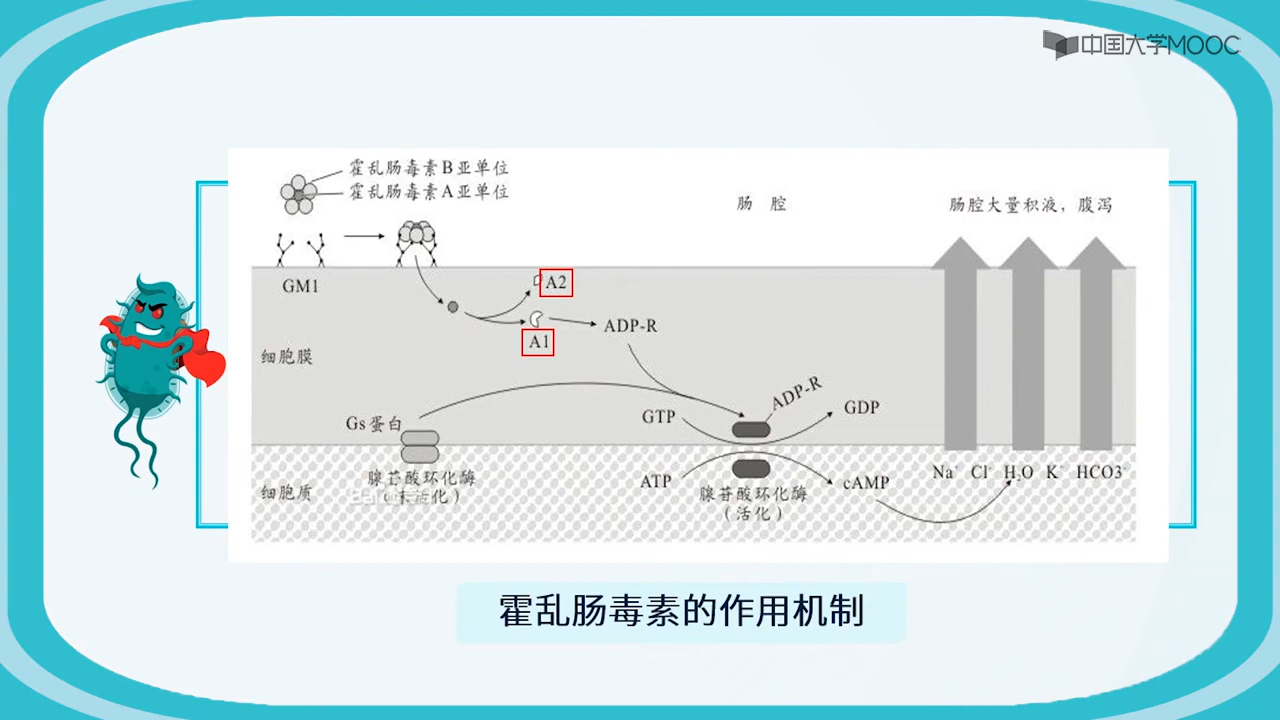 中国大学MOOC
霍乱肠毒素B亚单位
霍乱肠毒素A亚单位
肠 腔
肠腔大量积液，腹泻
GM1
A2
A1
ADP-R
细胞膜
ADP-R
GTP
GDP
Gs蛋白
腺苷酸环化酶
（未活化）
细胞质
ATP
cAMP
腺苷酸环化酶
（活化）
Na⁺ Cl⁻ H₂O K⁻ HCO3⁻
霍乱肠毒素的作用机制